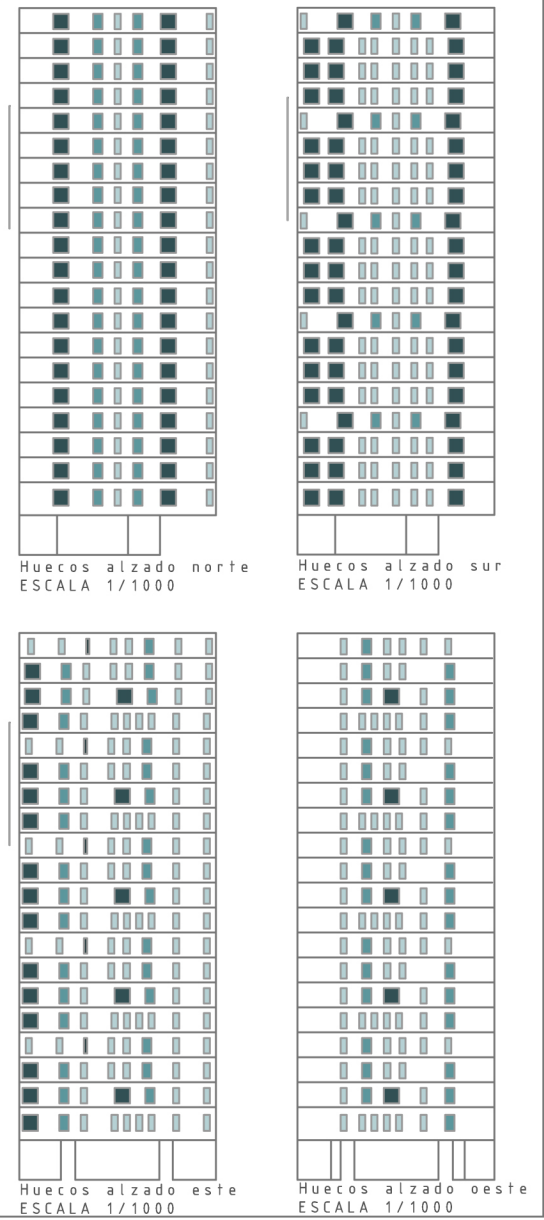 Huecos alzado norte
ESCALA 1/1000
Huecos alzado sur
ESCALA 1/1000
Huecos alzado este
ESCALA 1/1000
Huecos alzado oeste
ESCALA 1/1000